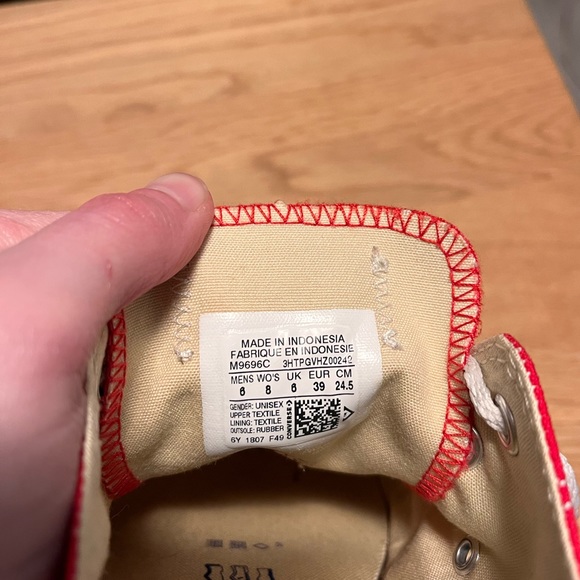 MADE IN INDONESIA
FABRIQUE EN INDONESIE
M9696C 3HTPGVHZ00242
MENS WO'S UK EUR CM
6 8 6 39 24.5
GENDER: UNISEX
UPPER TEXTILE
LINING: TEXTILE
OUTSOLE: RUBBER
6Y 1807 F49
CONVERSE